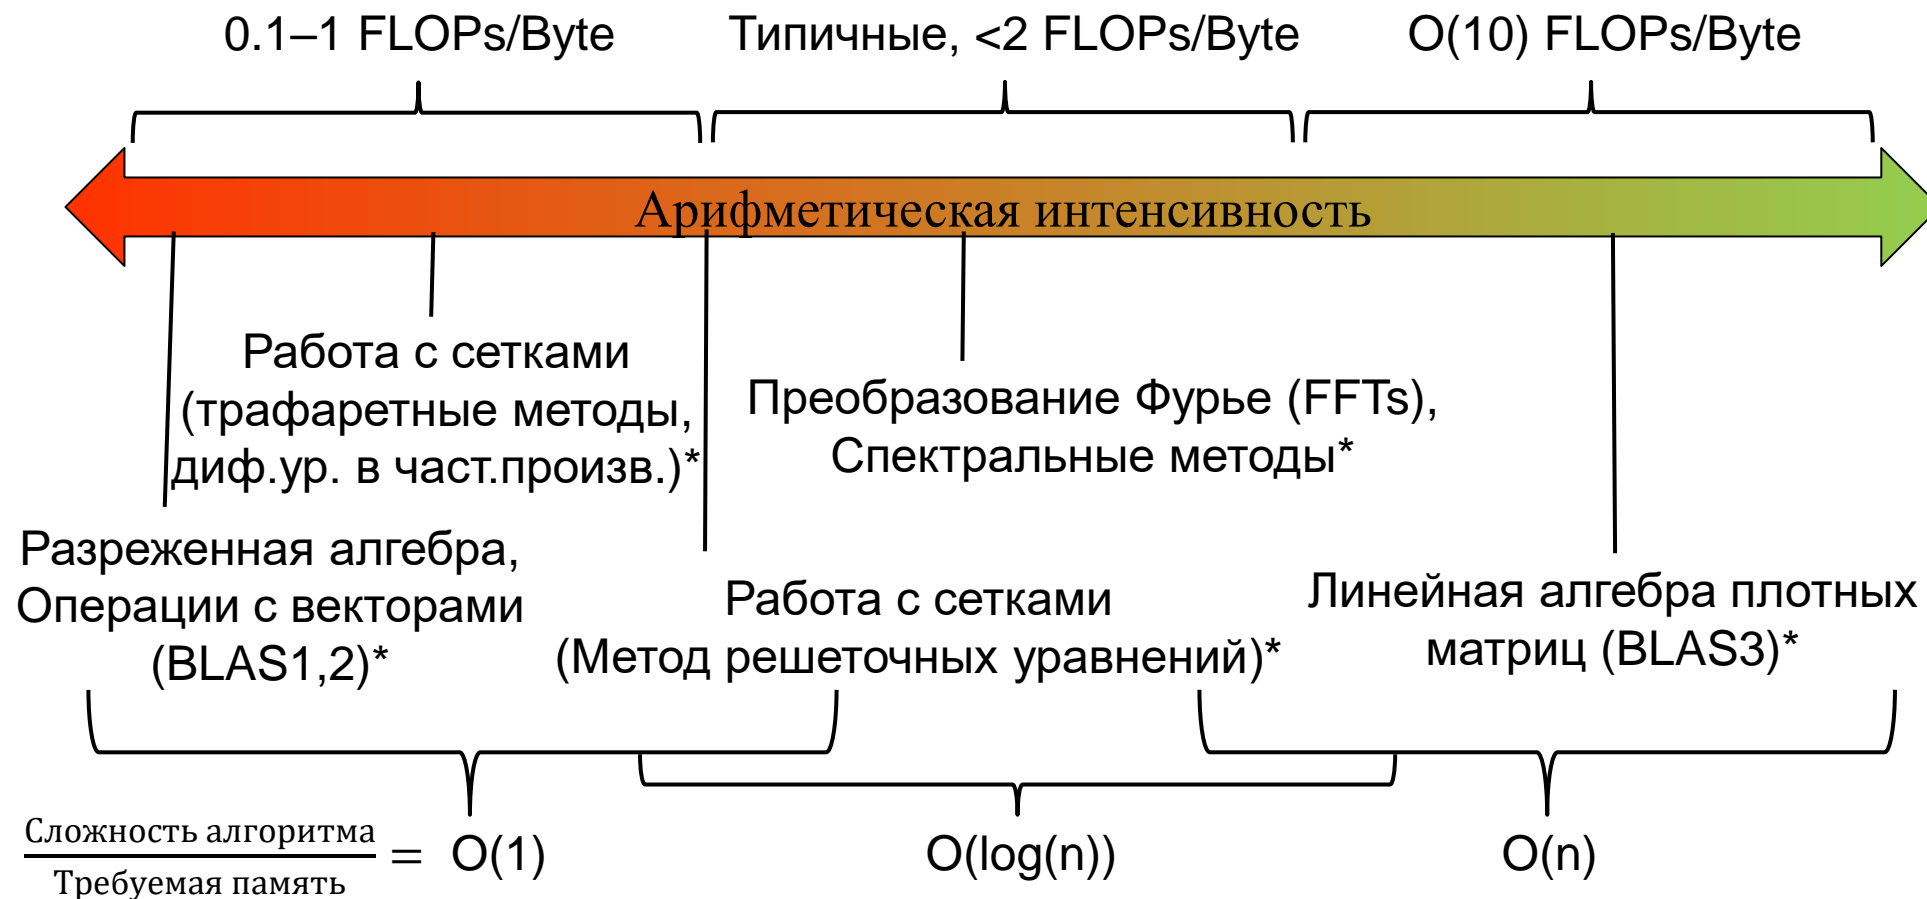 0.1–1 FLOPs/Byte
Типичные, <2 FLOPs/Byte
O(10) FLOPs/Byte
Арифметическая интенсивность
Работа с сетками
(трафаретные методы,
диф.ур. в част.произв.)*
Преобразование Фурье (FFTs),
Спектральные методы*
Разреженная алгебра,
Операции с векторами
(BLAS1,2)*
Работа с сетками
(Метод решеточных уравнений)*
Линейная алгебра плотных
матриц (BLAS3)*
Сложность алгоритма
Требуемая память
= O(1)
O(log(n))
O(n)